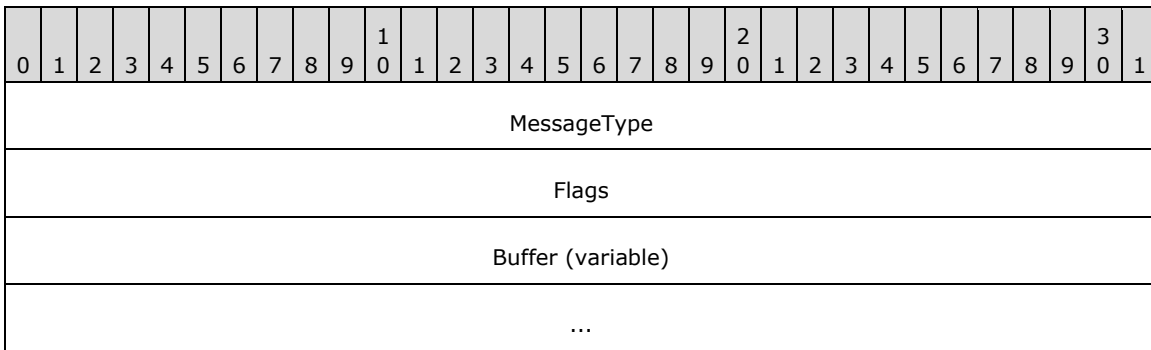 1 2 3
0 1 2 3 4 5 6 7 8 9 0 1 2 3 4 5 6 7 8 9 0 1 2 3 4 5 6 7 8 9 0 1
MessageType
Flags
Buffer (variable)
...